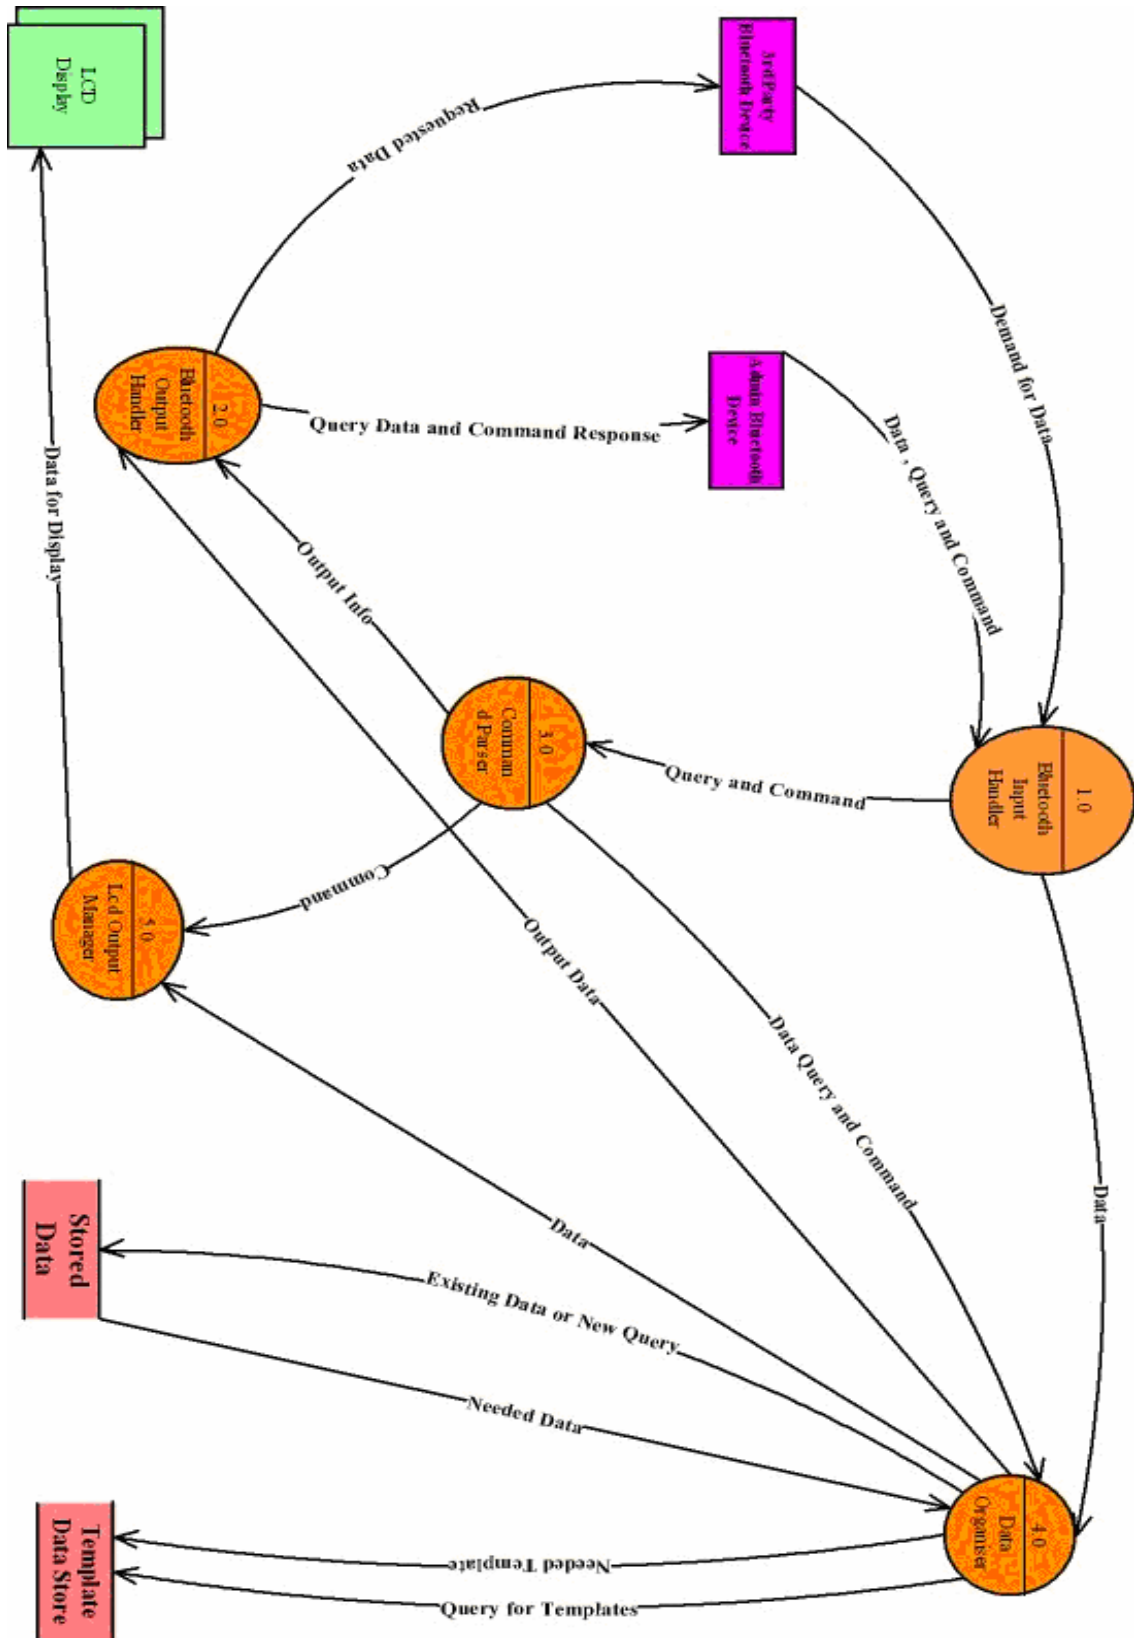 LCD
Display
3rd Party
Bluetooth Device
Requested Data
Demand for Data
2.0
Bluetooth
Output
Handler
Query Data and Command Response
Admin Bluetooth
Device
Data , Query and Command
Data for Display
Output Info
3.0
Comman
d Parser
Query and Command
1.0
Bluetooth
Input
Handler
5.0
Lcd Output
Manager
Command
Output Data
Data Query and Command
Data
Data
Stored
Data
Existing Data or New Query
Needed Data
4.0
Data
Organiser
Template
Data Store
Needed Template
Query for Templates